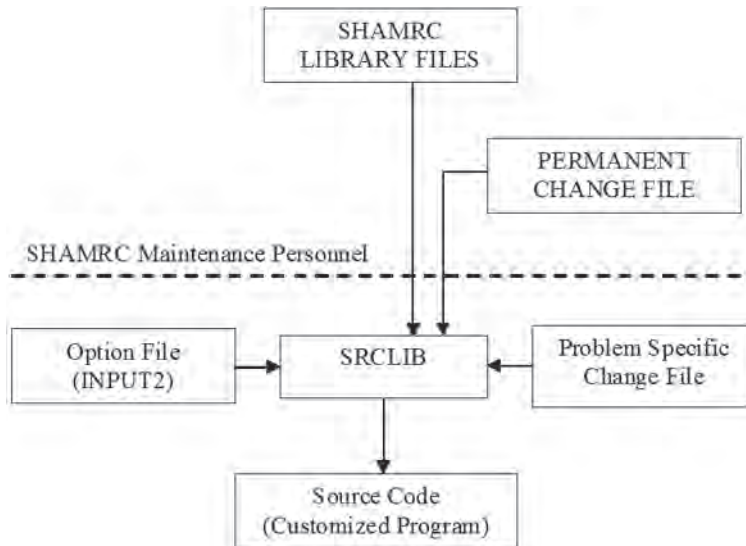 SHAMRC
LIBRARY FILES
PERMANENT
CHANGE FILE
SHAMRC Maintenance Personnel
Option File
(INPUT2)
SRCLIB
Problem Specific
Change File
Source Code
(Customized Program)